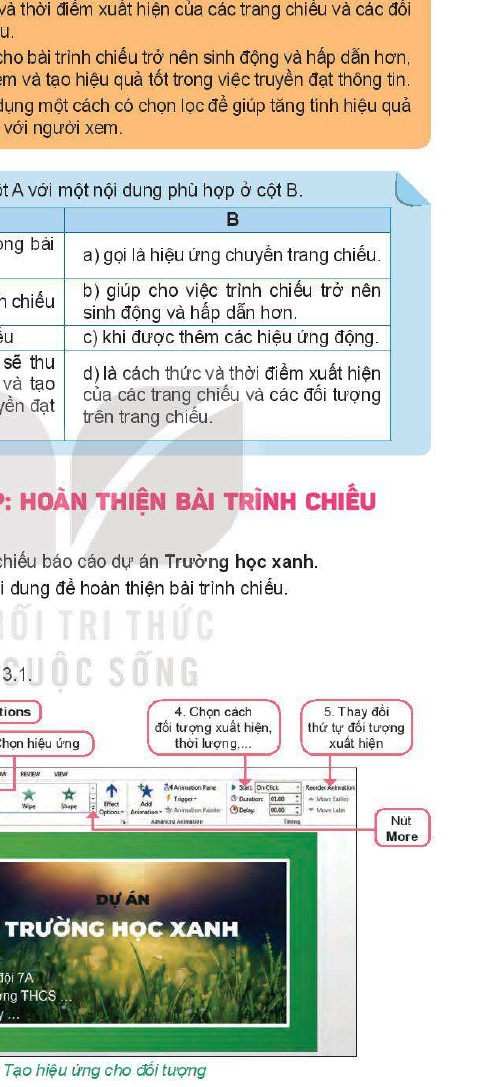 và thời điểm xuất hiện của các trang chiếu và các đối
u.
cho bài trình chiếu trở nên sinh động và hấp dẫn hơn,
em và tạo hiệu quả tốt trong việc truyền đạt thông tin.
dụng một cách có chọn lọc để giúp tăng tính hiệu quả
với người xem.
ột A với một nội dung phù hợp ở cột B.
B
ong bài
a) gọi là hiệu ứng chuyển trang chiếu.
h chiếu
b) giúp cho việc trình chiếu trở nên
sinh động và hấp dẫn hơn.
ếu
c) khi được thêm các hiệu ứng động.
sẽ thu
và tạo
yền đạt
d) là cách thức và thời điểm xuất hiện
của các trang chiếu và các đối tượng
trên trang chiếu.
P: HOÀN THIỆN BÀI TRÌNH CHIẾU
chiếu báo cáo dự án Trường học xanh.
i dung để hoàn thiện bài trình chiếu.
NỐI TRI THỨC
CUỘC SỐNG
3.1.
tions
4. Chọn cách
đối tượng xuất hiện,
thời lượng,...
5. Thay đổi
thứ tự đối tượng
xuất hiện
Chọn hiệu ứng
REVIEW VIEW
Wipe
Shape
Effect
Options
Add
Animation
Animation Pane
Trigger
Animation Painter
Advanced Animation
Start: On Click
Duration: 01.00
Delay: 00.00
Timing
Reorder Animation
Move Earlier
Move Later
Nút
More
DỰ ÁN
TRƯỜNG HỌC XANH
đội 7A
ờng THCS ...
y ...
Tạo hiệu ứng cho đối tượng